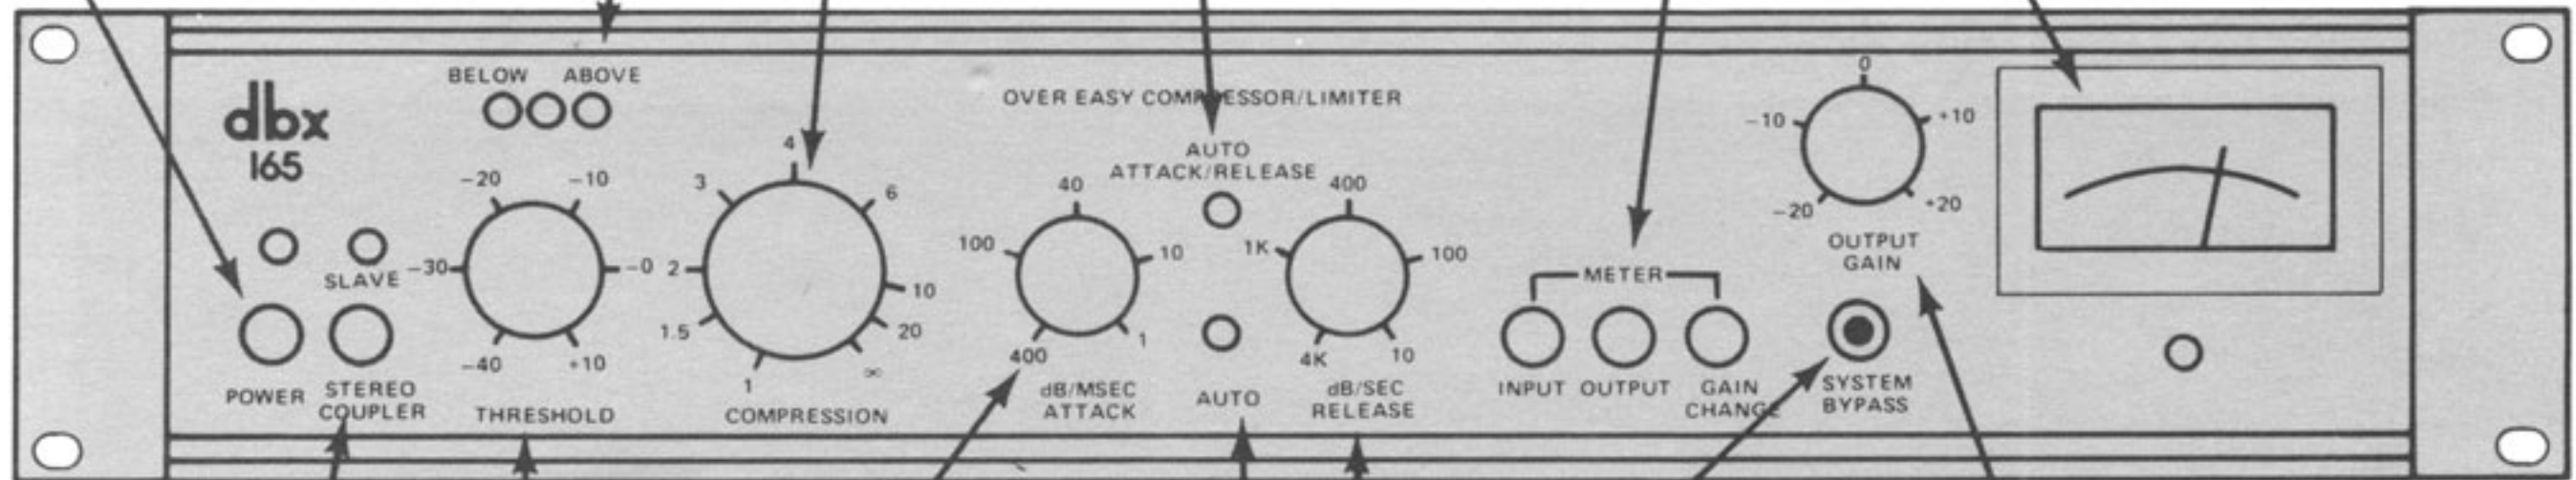 dbx
165
BELOW ABOVE
-20 -10
-30 -0
-40 +10
THRESHOLD
SLAVE
POWER
STEREO
COUPLER
4
3 6
2 10
1.5 20
1 ∞
COMPRESSION
OVER EASY COMPRESSOR/LIMITER
AUTO
ATTACK/RELEASE
40
100 10
400 1
dB/MSEC
ATTACK
AUTO
400
1K 100
4K 10
dB/SEC
RELEASE
METER
INPUT OUTPUT GAIN
CHANGE
0
-10 +10
-20 +20
OUTPUT
GAIN
SYSTEM
BYPASS